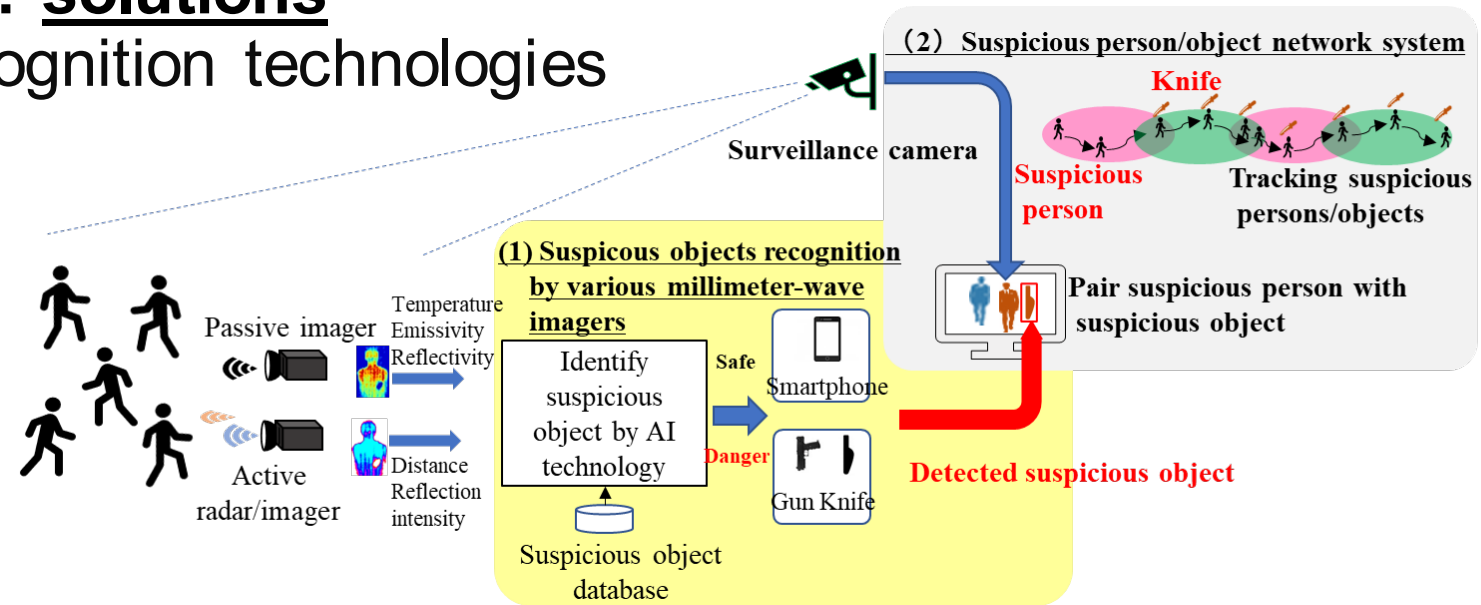 solutions
ognition technologies
(2) Suspicious person/object network system
Knife
Surveillance camera
Suspicious
person
Tracking suspicious
persons/objects
(1) Suspicous objects recognition
by various millimeter-wave
imagers
Pair suspicious person with
suspicious object
Passive imager
Temperature
Emissivity
Reflectivity
Identify
suspicious
object by AI
technology
Safe
Smartphone
Danger
Gun Knife
Detected suspicious object
Active
radar/imager
Distance
Reflection
intensity
Suspicious object
database